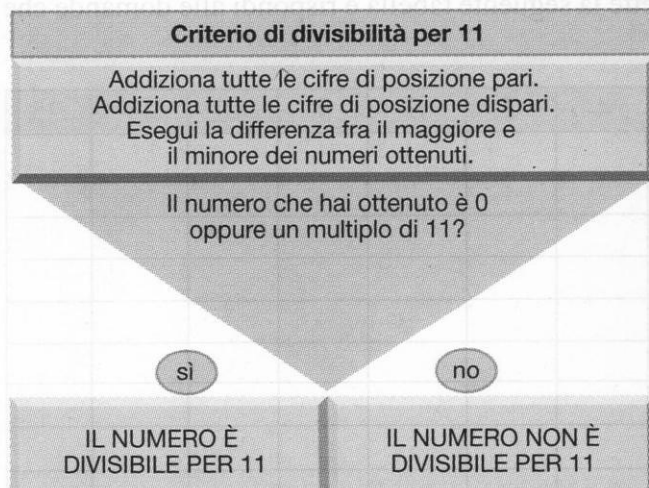 Criterio di divisibilità per 11
Addiziona tutte le cifre di posizione pari.
Addiziona tutte le cifre di posizione dispari.
Esegui la differenza fra il maggiore e
il minore dei numeri ottenuti.
Il numero che hai ottenuto è 0
oppure un multiplo di 11?
sì
no
IL NUMERO È
DIVISIBILE PER 11
IL NUMERO NON È
DIVISIBILE PER 11